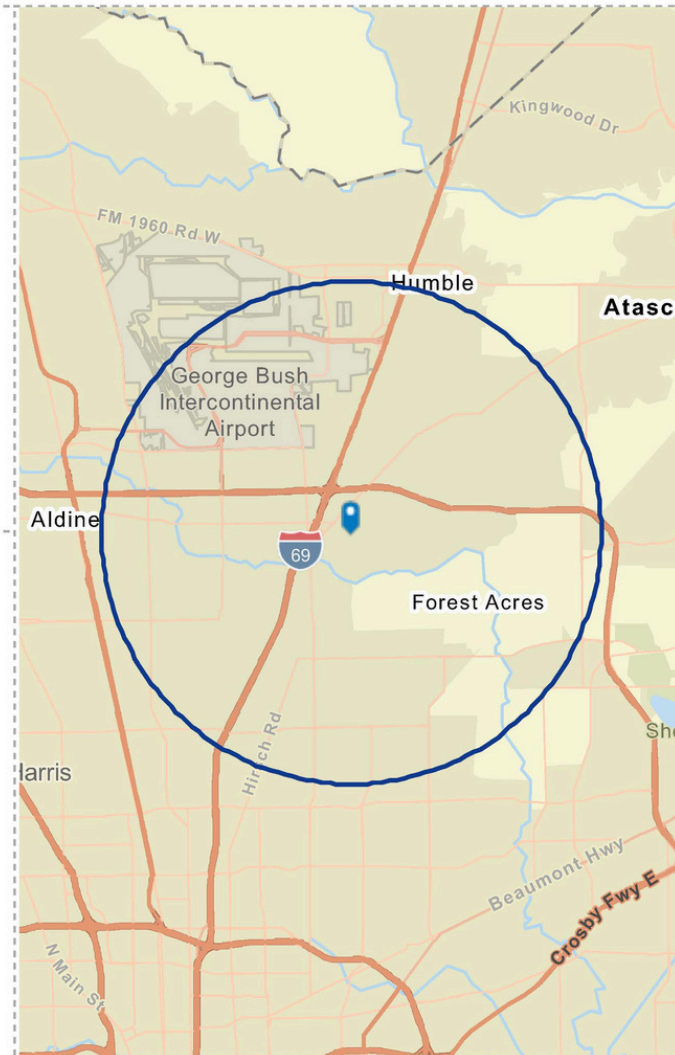 Kingwood Dr
FM 1960 Rd W
Humble
Atasc
George Bush
Intercontinental
Airport
Aldine
69
Forest Acres
She
Hirsch Rd
Harris
Beaumont Hwy
Crosby Fwy E
N Main St